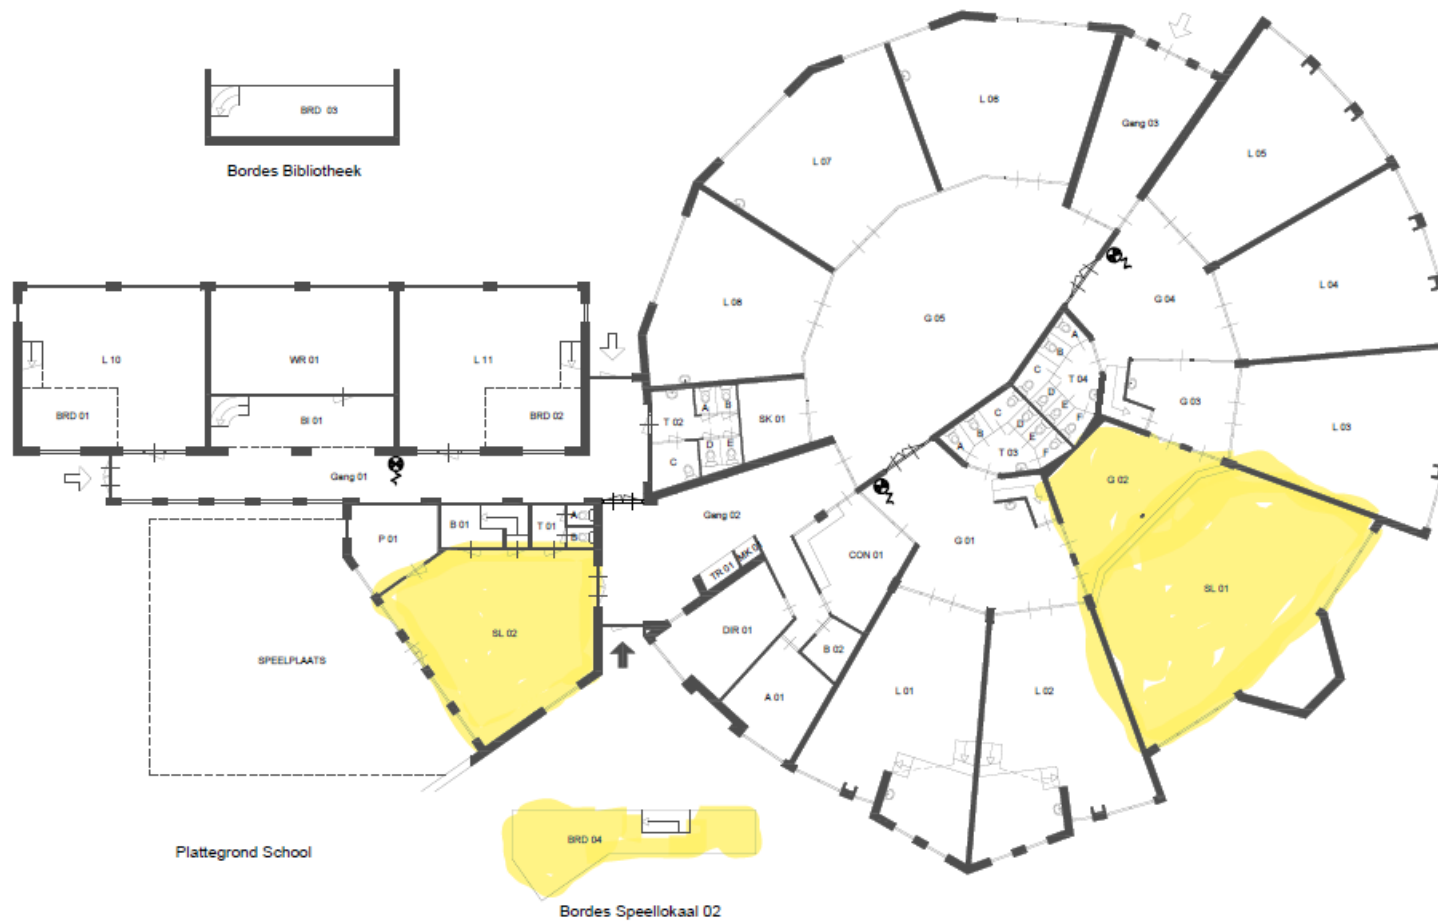 BRD 03
Bordes Bibliotheek
L 06
Gang 03
L 07
L 05
L 08
G 05
G 04
L 04
L 10
WR 01
L 11
BRD 01
BI 01
BRD 02
T 02
A
B
C
D
E
SK 01
A
B
C
D
E
F
T 04
G 03
L 03
A
B
C
D
E
F
T 03
Gang 01
Gang 02
G 02
P 01
B 01
T 01
A
B
TR 01
CON 01
G 01
SL 01
SL 02
DIR 01
B 02
A 01
L 01
L 02
SPEELPLAATS
BRD 04
Plattegrond School
Bordes Speellokaal 02